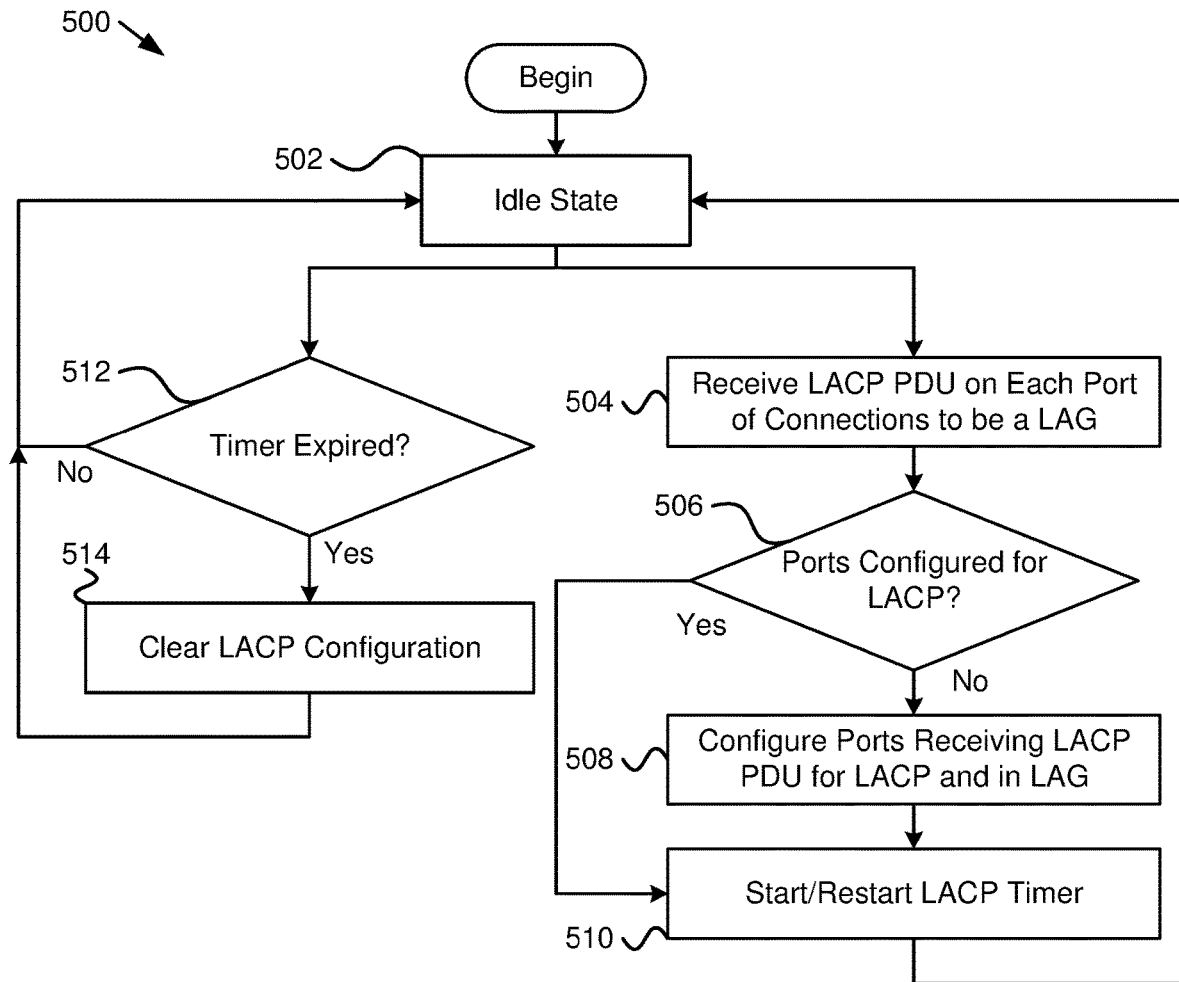 500
Begin
502
Idle State
512
Timer Expired?
No
Yes
514
Clear LACP Configuration
504
Receive LACP PDU on Each Port
of Connections to be a LAG
506
Ports Configured for
LACP?
Yes
No
508
Configure Ports Receiving LACP
PDU for LACP and in LAG
Start/Restart LACP Timer
510